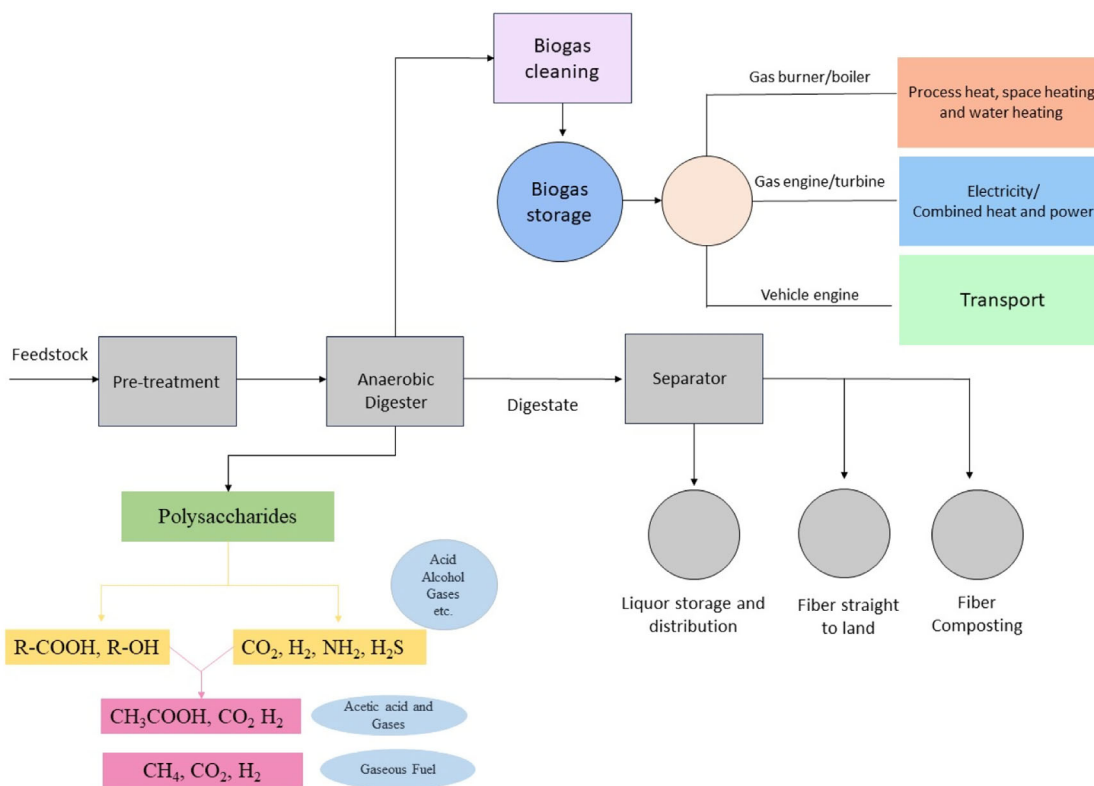 Biogas
cleaning
Gas burner/boiler
Process heat, space heating
and water heating
Biogas
storage
Gas engine/turbine
Electricity/
Combined heat and power
Vehicle engine
Transport
Feedstock
Pre-treatment
Anaerobic
Digester
Digestate
Separator
Polysaccharides
Acid
Alcohol
Gases
etc.
Liquor storage and
distribution
Fiber straight
to land
Fiber
Composting
R-COOH, R-OH
CO₂, H₂, NH₂, H₂S
CH₃COOH, CO₂ H₂
Acetic acid and
Gases
CH₄, CO₂, H₂
Gaseous Fuel